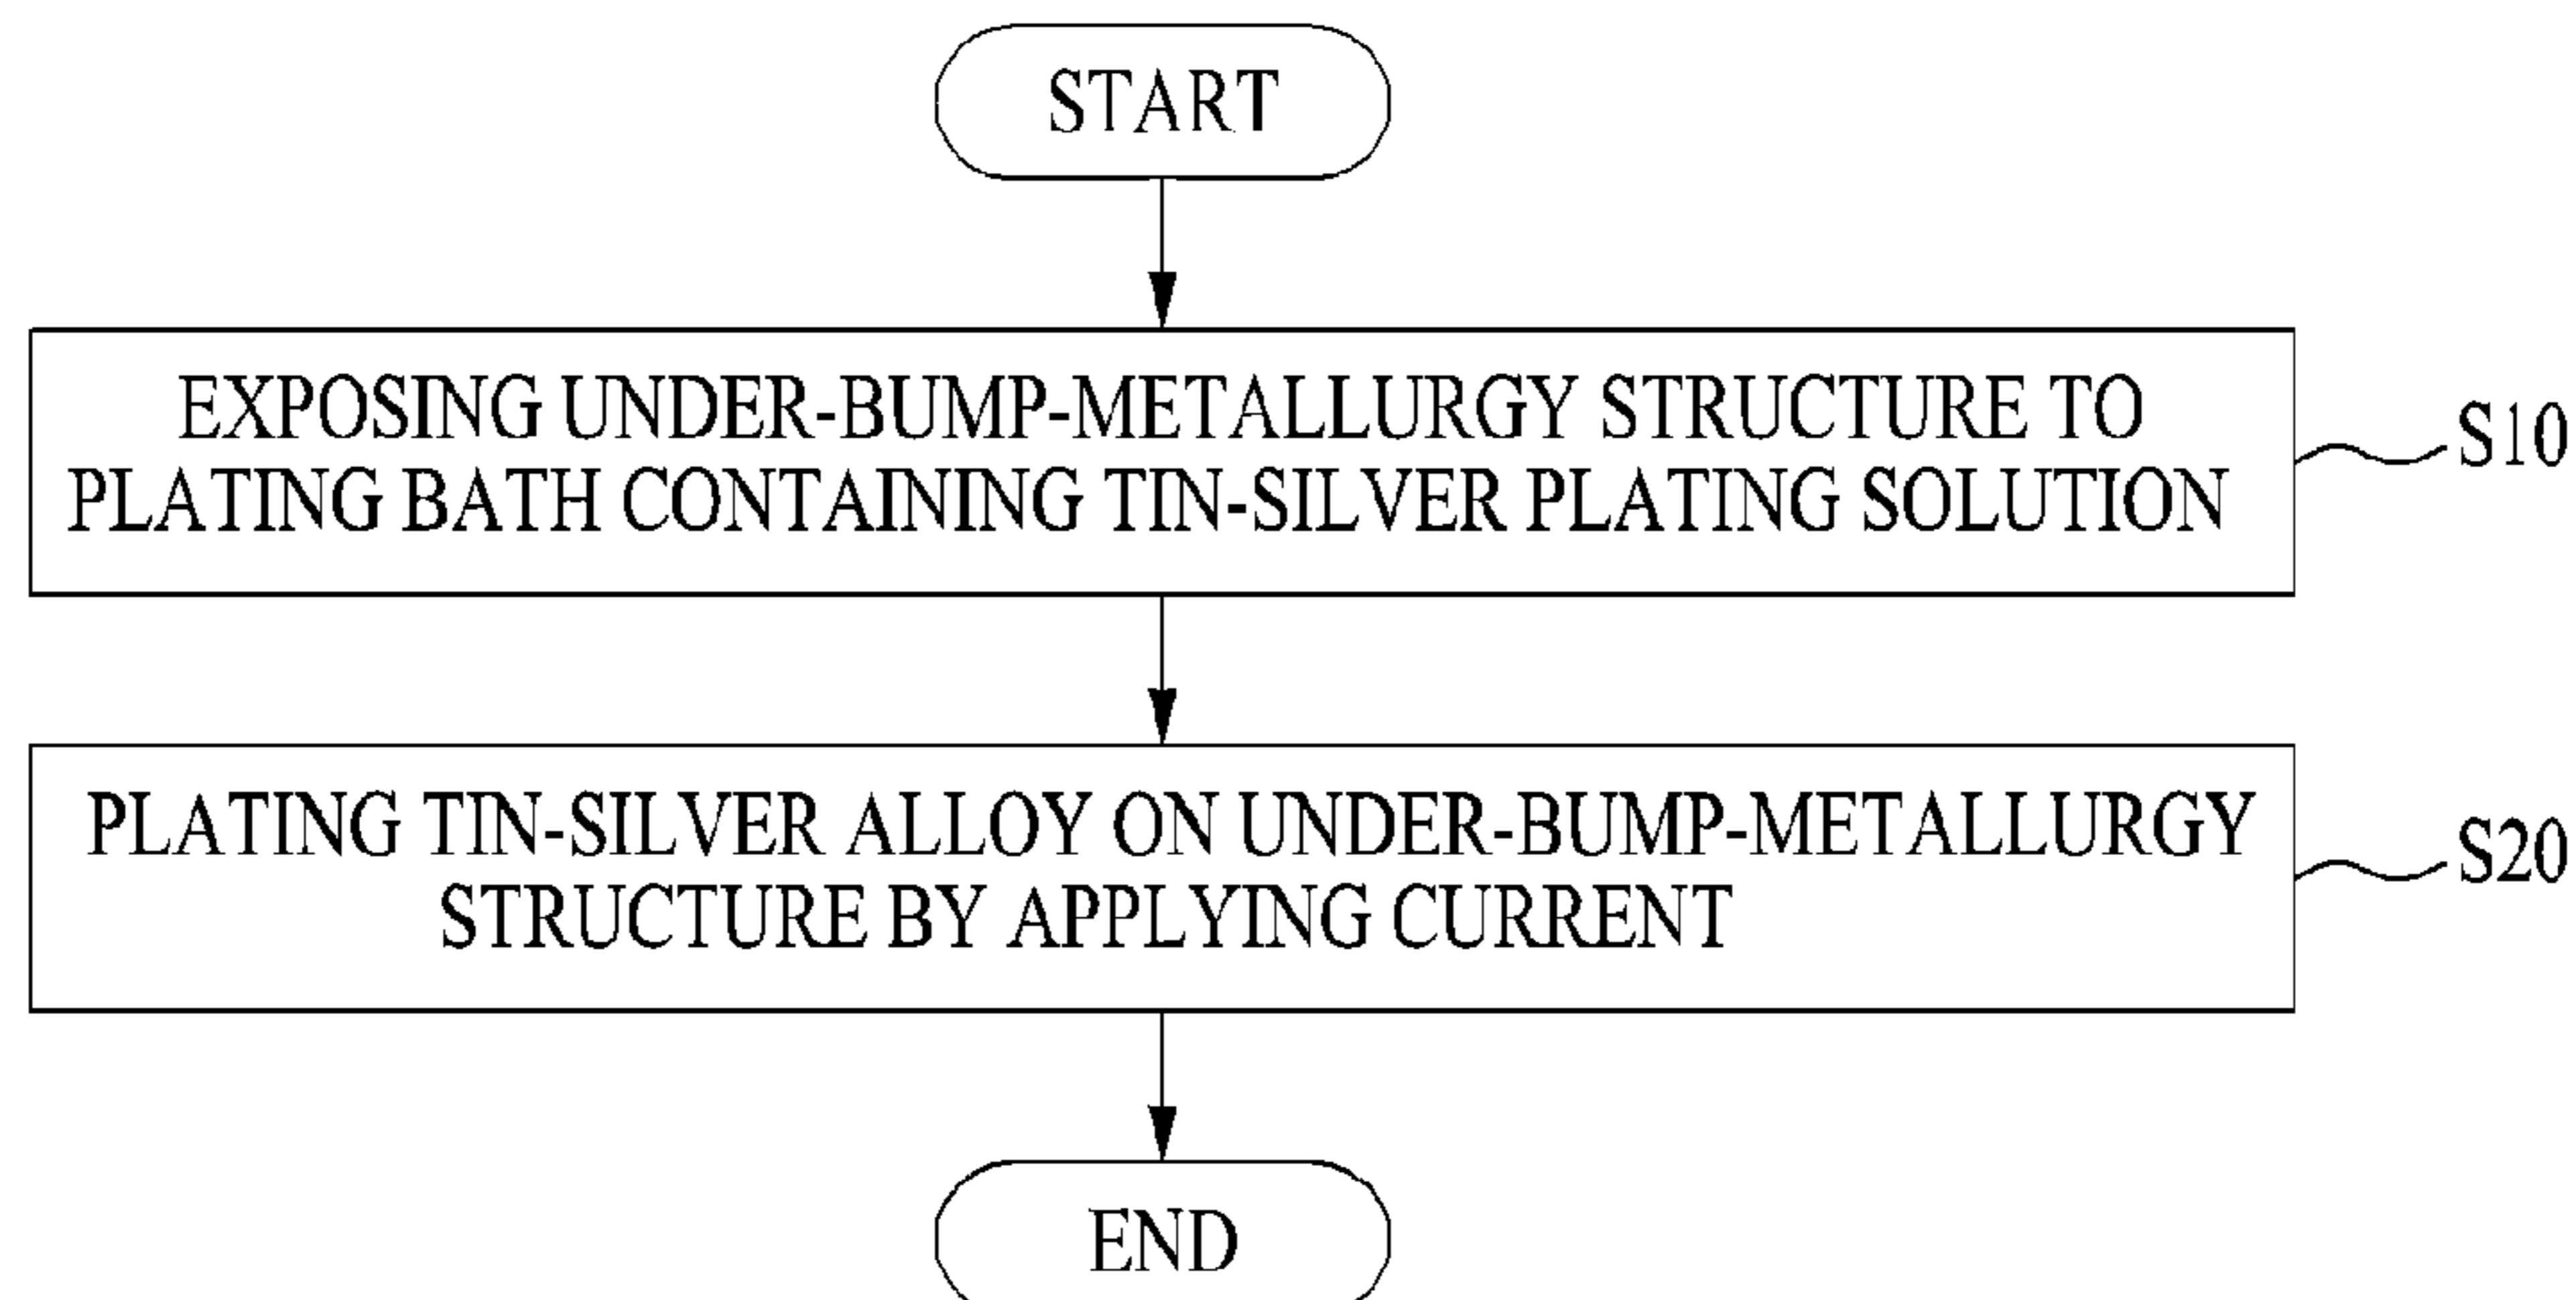 START
EXPOSING UNDER-BUMP-METALLURGY STRUCTURE TO
PLATING BATH CONTAINING TIN-SILVER PLATING SOLUTION
S10
PLATING TIN-SILVER ALLOY ON UNDER-BUMP-METALLURGY
STRUCTURE BY APPLYING CURRENT
S20
END